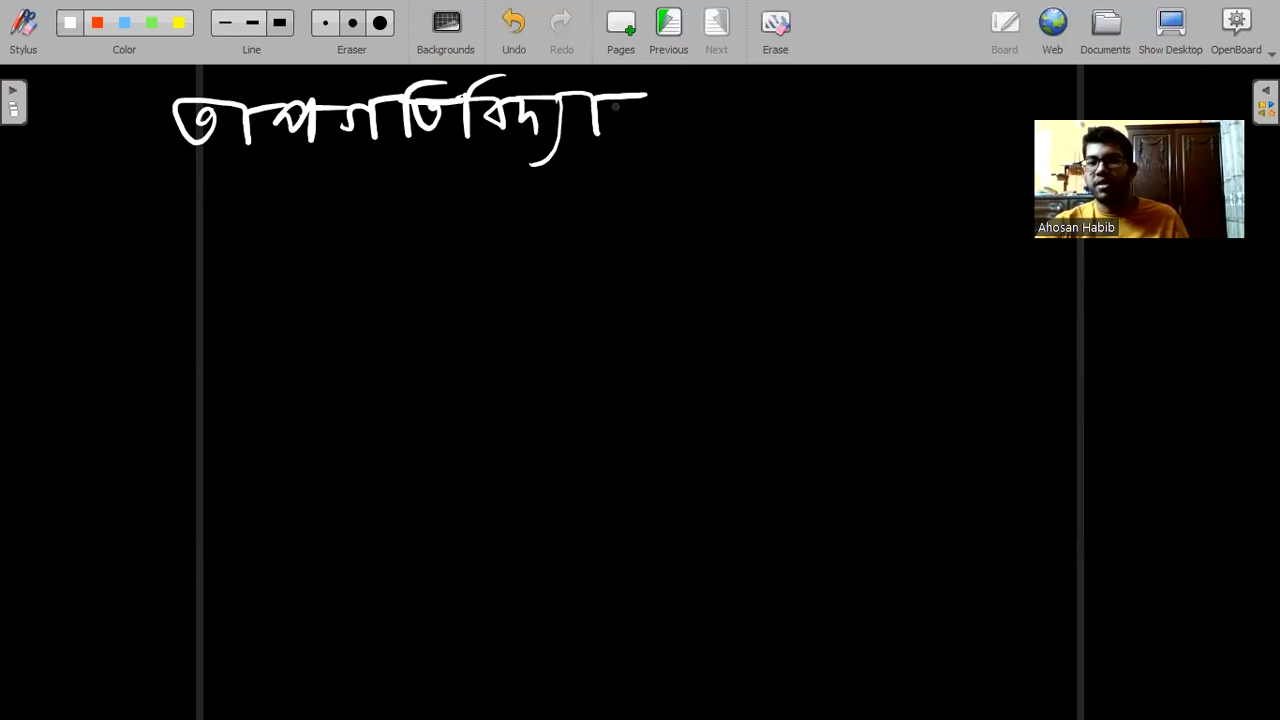 Stylus
Color
Line
Eraser
Backgrounds
Undo
Redo
Pages
Previous
Next
Erase
Board
Web
Documents
Show Desktop
OpenBoard
তাপগতিবিদ্যা
Ahosan Habib